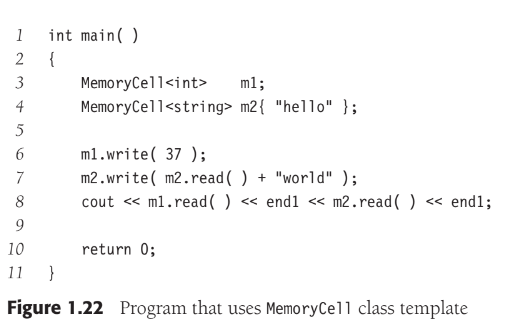 1 int main( )
2 {
3 MemoryCell<int> m1;
4 MemoryCell<string> m2{ "hello" };
5
6 m1.write( 37 );
7 m2.write( m2.read( ) + "world" );
8 cout << m1.read( ) << endl << m2.read( ) << endl;
9
10 return 0;
11 }
Figure 1.22 Program that uses MemoryCell class template